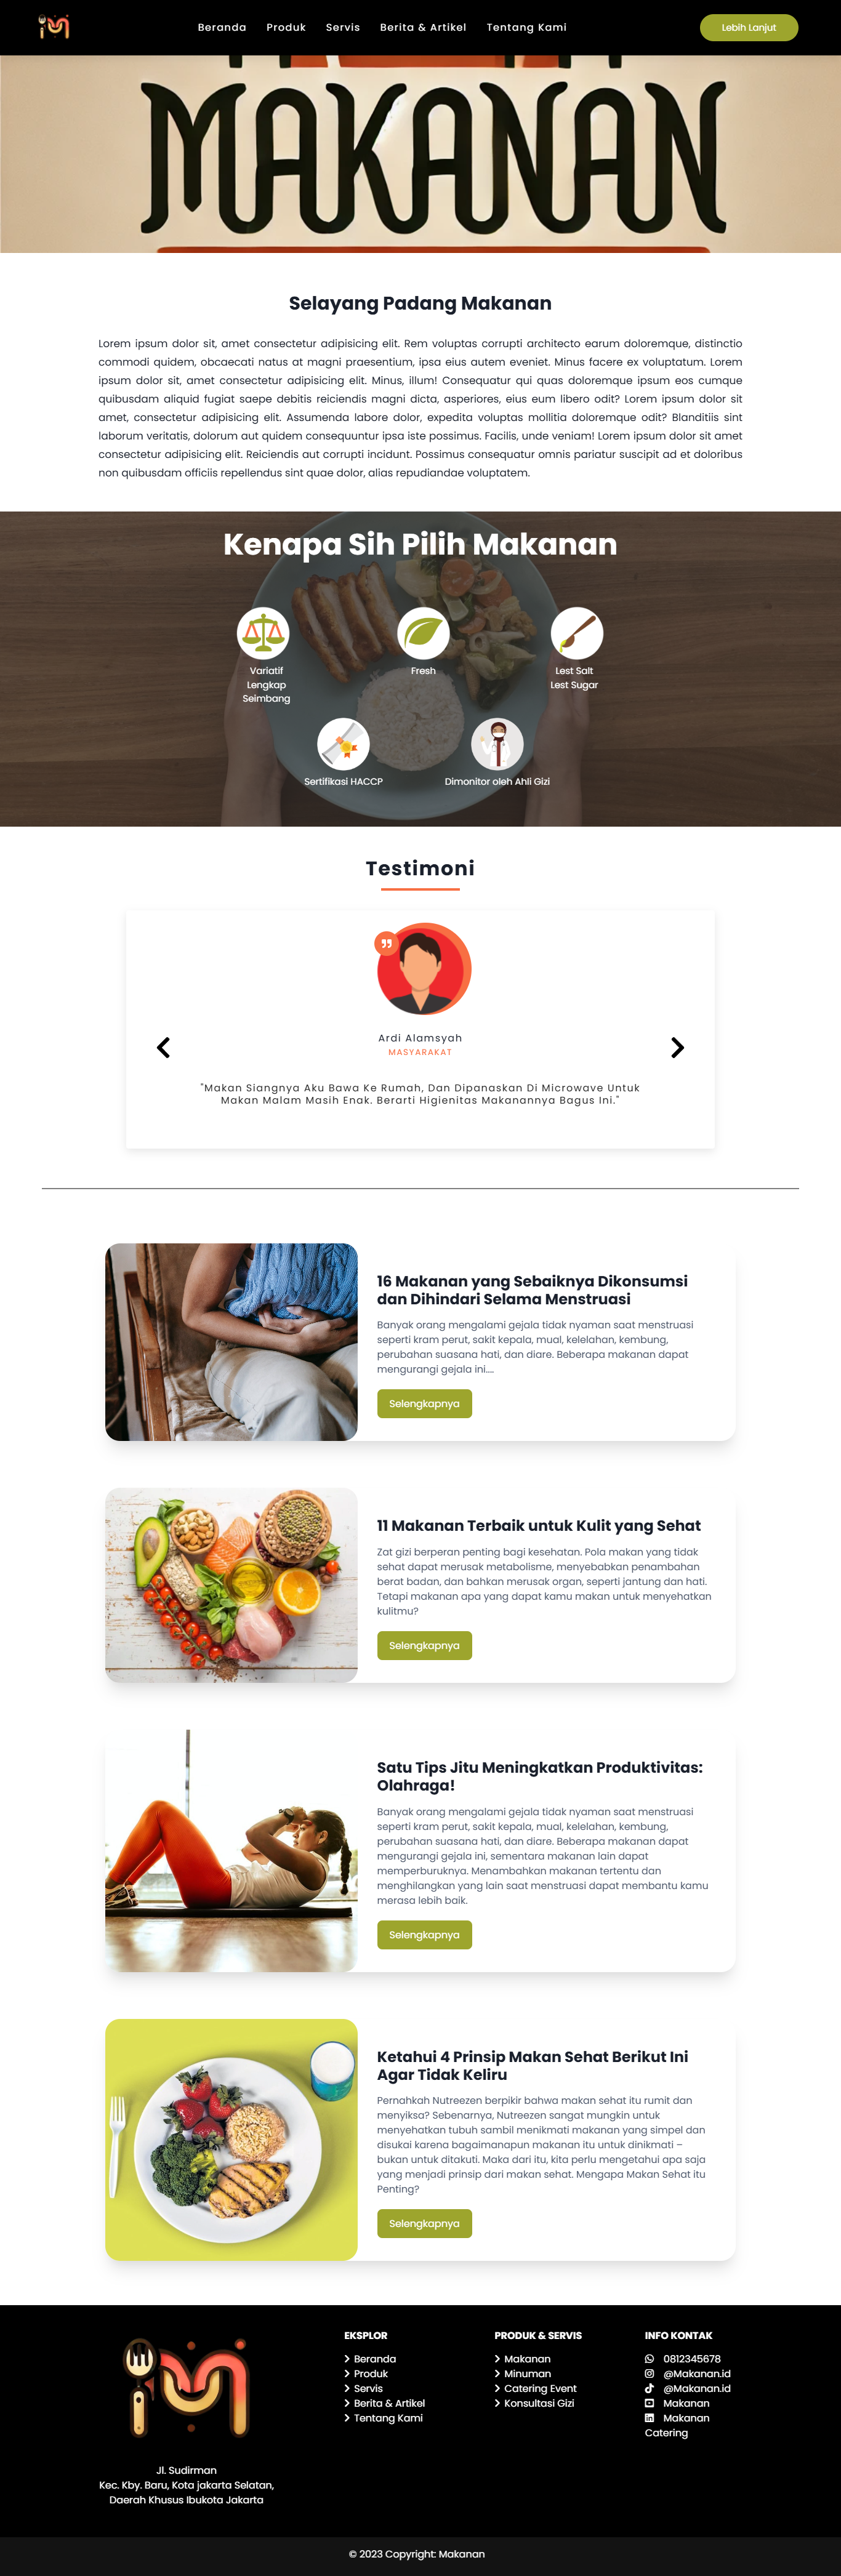 Beranda Produk Servis Berita & Artikel Tentang Kami Lebih Lanjut
MAKANAN
Selayang Padang Makanan
Lorem ipsum dolor sit, amet consectetur adipisicing elit. Rem voluptas corrupti architecto earum doloremque, distinctio
commodi quidem, obcaecati natus at magni praesentium, ipsa eius autem eveniet. Minus facere ex voluptatum. Lorem
ipsum dolor sit, amet consectetur adipisicing elit. Minus, illum! Consequatur qui quas doloremque ipsum eos cumque
quibusdam aliquid fugiat saepe debitis reiciendis magni dicta, asperiores, eius eum libero odit? Lorem ipsum dolor sit
amet, consectetur adipisicing elit. Assumenda labore dolor, expedita voluptas mollitia doloremque odit? Blanditiis sint
laborum veritatis, dolorum aut quidem consequuntur ipsa iste possimus. Facilis, unde veniam! Lorem ipsum dolor sit amet
consectetur adipisicing elit. Reiciendis aut corrupti incidunt. Possimus consequatur omnis pariatur suscipit ad et doloribus
non quibusdam officiis repellendus sint quae dolor, alias repudiandae voluptatem.
Kenapa Sih Pilih Makanan
Variatif
Lengkap
Seimbang
Fresh
Lest Salt
Lest Sugar
Sertifikasi HACCP
Dimonitor oleh Ahli Gizi
Testimoni
Ardi Alamsyah
MASYARAKAT
"Makan Siangnya Aku Bawa Ke Rumah, Dan Dipanaskan Di Microwave Untuk
Makan Malam Masih Enak. Berarti Higienitas Makanannya Bagus Ini."
16 Makanan yang Sebaiknya Dikonsumsi
dan Dihindari Selama Menstruasi
Banyak orang mengalami gejala tidak nyaman saat menstruasi
seperti kram perut, sakit kepala, mual, kelelahan, kembung,
perubahan suasana hati, dan diare. Beberapa makanan dapat
mengurangi gejala ini....
Selengkapnya
11 Makanan Terbaik untuk Kulit yang Sehat
Zat gizi berperan penting bagi kesehatan. Pola makan yang tidak
sehat dapat merusak metabolisme, menyebabkan penambahan
berat badan, dan bahkan merusak organ, seperti jantung dan hati.
Tetapi makanan apa yang dapat kamu makan untuk menyehatkan
kulitmu?
Selengkapnya
Satu Tips Jitu Meningkatkan Produktivitas:
Olahraga!
Banyak orang mengalami gejala tidak nyaman saat menstruasi
seperti kram perut, sakit kepala, mual, kelelahan, kembung,
perubahan suasana hati, dan diare. Beberapa makanan dapat
mengurangi gejala ini, sementara makanan lain dapat
memperburuknya. Menambahkan makanan tertentu dan
menghilangkan yang lain saat menstruasi dapat membantu kamu
merasa lebih baik.
Selengkapnya
Ketahui 4 Prinsip Makan Sehat Berikut Ini
Agar Tidak Keliru
Pernahkah Nutreezen berpikir bahwa makan sehat itu rumit dan
menyiksa? Sebenarnya, Nutreezen sangat mungkin untuk
menyehatkan tubuh sambil menikmati makanan yang simpel dan
disukai karena bagaimanapun makanan itu untuk dinikmati –
bukan untuk ditakuti. Maka dari itu, kita perlu mengetahui apa saja
yang menjadi prinsip dari makan sehat. Mengapa Makan Sehat itu
Penting?
Selengkapnya
Jl. Sudirman
Kec. Kby. Baru, Kota jakarta Selatan,
Daerah Khusus Ibukota Jakarta
EKSPLOR
Beranda
Produk
Servis
Berita & Artikel
Tentang Kami
PRODUK & SERVIS
Makanan
Minuman
Catering Event
Konsultasi Gizi
INFO KONTAK
0812345678
@Makanan.id
@Makanan.id
Makanan
Makanan
Catering
© 2023 Copyright: Makanan